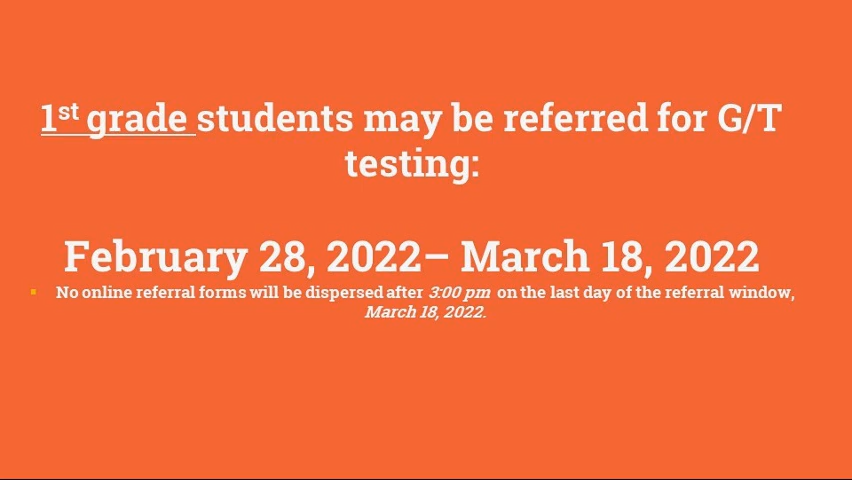 1st grade students may be referred for G/T
testing:
February 28, 2022– March 18, 2022
▪ No online referral forms will be dispersed after 3:00 pm on the last day of the referral window,
March 18, 2022.